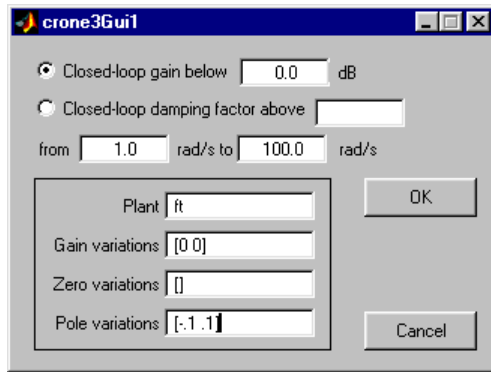 crone3Gui1
Closed-loop gain below 0.0 dB
Closed-loop damping factor above
from 1.0 rad/s to 100.0 rad/s
Plant ft
OK
Gain variations [0 0]
Zero variations []
Pole variations [-.1 .1]
Cancel